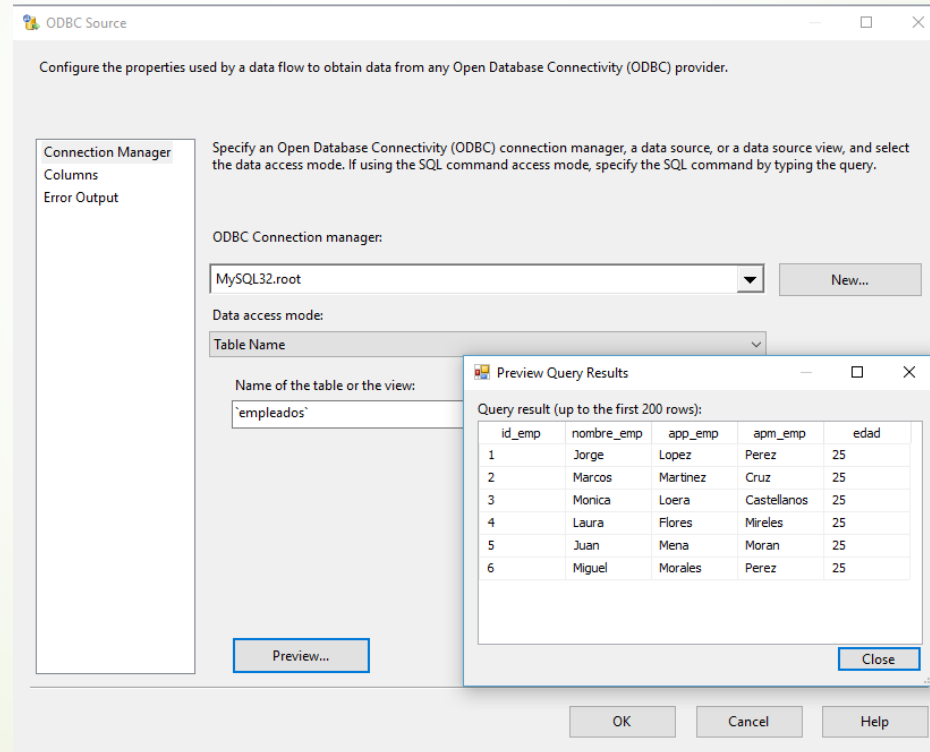 ODBC Source
Configure the properties used by a data flow to obtain data from any Open Database Connectivity (ODBC) provider.
Connection Manager
Columns
Error Output
Specify an Open Database Connectivity (ODBC) connection manager, a data source, or a data source view, and select
the data access mode. If using the SQL command access mode, specify the SQL command by typing the query.
ODBC Connection manager:
MySQL32.root
New...
Data access mode:
Table Name
Name of the table or the view:
`empleados`
Preview...
Preview Query Results
Query result (up to the first 200 rows):
id_emp nombre_emp app_emp apm_emp edad
1 Jorge Lopez Perez 25
2 Marcos Martinez Cruz 25
3 Monica Loera Castellanos 25
4 Laura Flores Mireles 25
5 Juan Mena Moran 25
6 Miguel Morales Perez 25
Close
OK Cancel Help